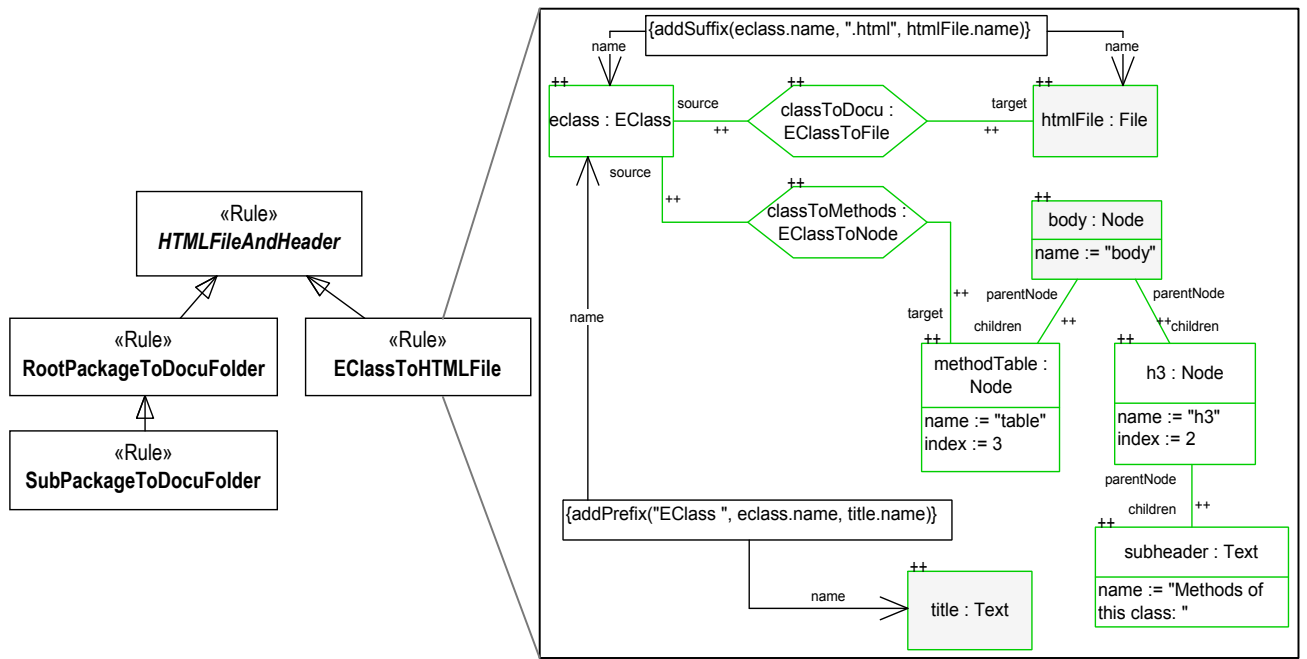 «Rule»
HTMLFileAndHeader
«Rule»
RootPackageToDocuFolder
«Rule»
EClassToHTMLFile
«Rule»
SubPackageToDocuFolder
{addSuffix(eclass.name, ".html", htmlFile.name)}
name
name
++
++
++
eclass : EClass
source
++
classToDocu :
EClassToFile
target
++
htmlFile : File
source
++
++
classToMethods :
EClassToNode
++
target
++
body : Node
name := "body"
parentNode
++
children
parentNode
++
children
++
methodTable :
Node
name := "table"
index := 3
++
h3 : Node
name := "h3"
index := 2
parentNode
++
children
++
subheader : Text
name := "Methods of
this class: "
name
{addPrefix("EClass ", eclass.name, title.name)}
name
++
title : Text